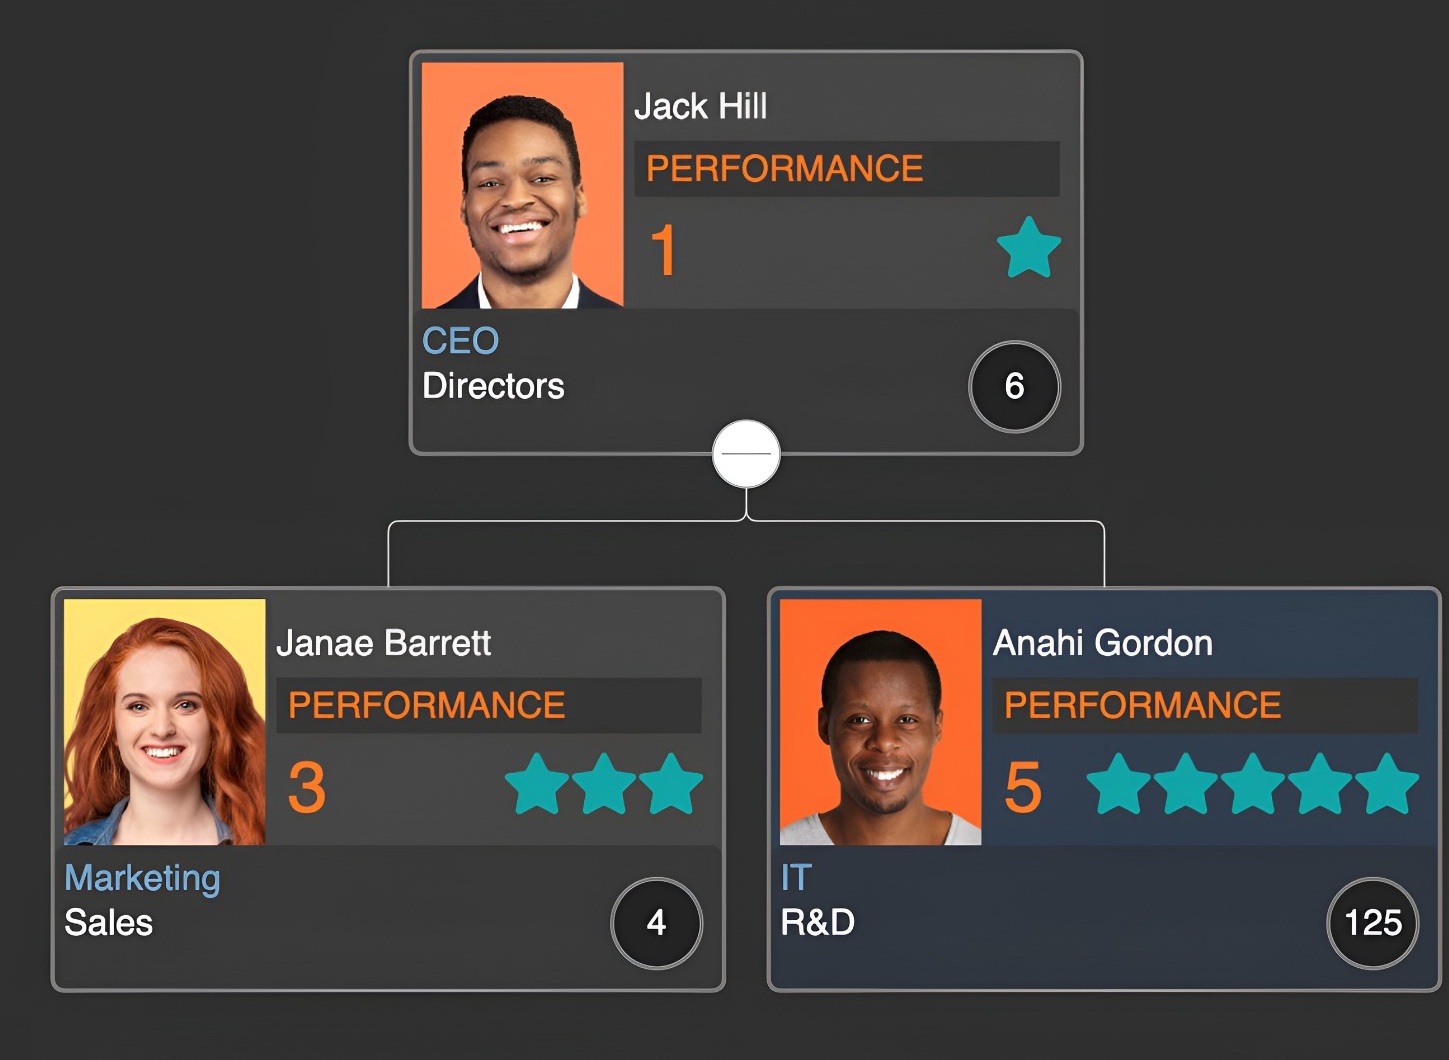 Jack Hill
PERFORMANCE
1
CEO
Directors
6
Janae Barrett
PERFORMANCE
3
Marketing
Sales
4
Anahi Gordon
PERFORMANCE
5
IT
R&D
125